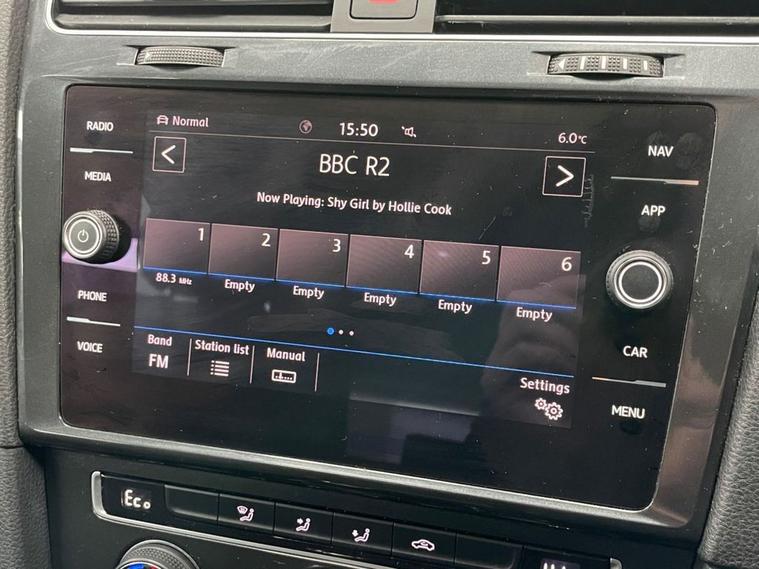 RADIO
MEDIA
PHONE
VOICE
Normal
15:50
6.0°C
<
BBC R2
>
Now Playing: Shy Girl by Hollie Cook
1
2
3
4
5
6
88.3 MHz
Empty
Empty
Empty
Empty
Empty
Band
FM
Station list
Manual
Settings
NAV
APP
CAR
MENU